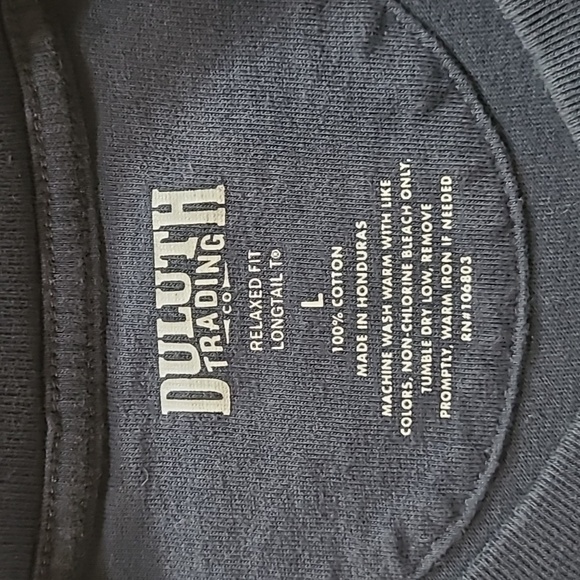 DULUTH
TRADING
CO
RELAXED FIT
LONGTAIL T®
L
100% COTTON
MADE IN HONDURAS
MACHINE WASH WARM WITH LIKE
COLORS, NON-CHLORINE BLEACH ONLY,
TUMBLE DRY LOW, REMOVE
PROMPTLY, WARM IRON IF NEEDED
RN#106803